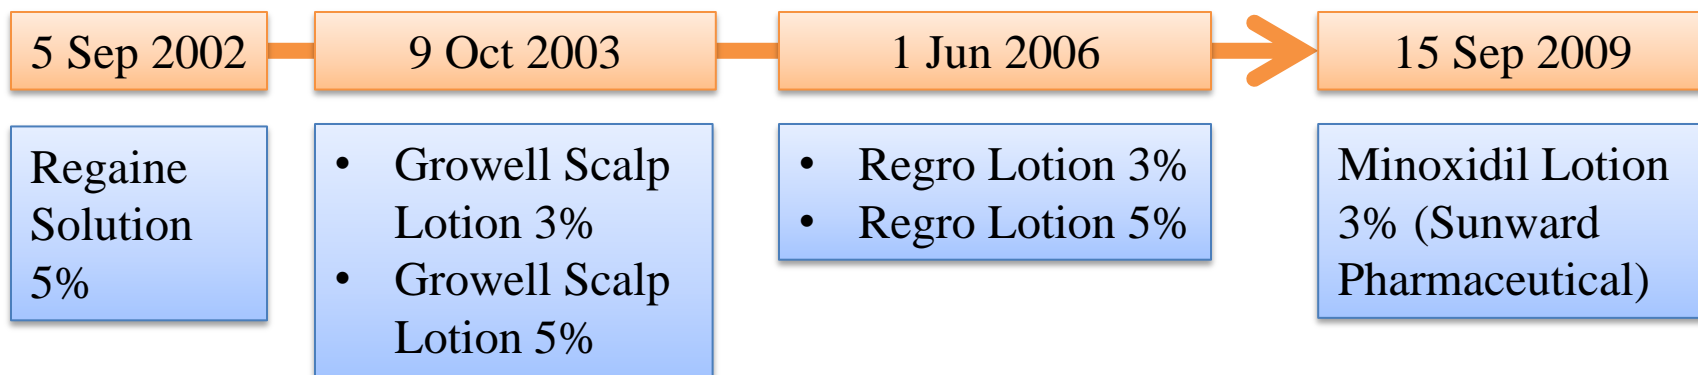 5 Sep 2002
9 Oct 2003
1 Jun 2006
15 Sep 2009
Regaine
Solution
5%
• Growell Scalp
Lotion 3%
• Growell Scalp
Lotion 5%
• Regro Lotion 3%
• Regro Lotion 5%
Minoxidil Lotion
3% (Sunward
Pharmaceutical)